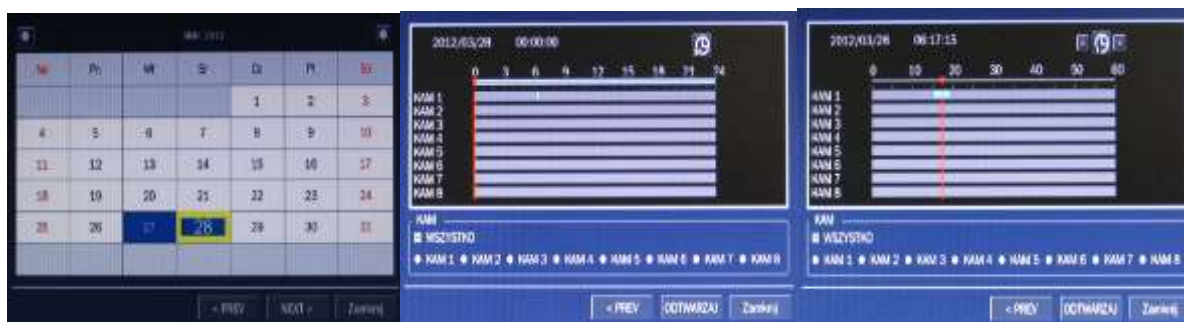 MAR 2012
Nie Pn Wt Śr Cz Pt So
1 2 3
4 5 6 7 8 9 10
11 12 13 14 15 16 17
18 19 20 21 22 23 24
25 26 27 28 29 30 31
< PREV NEXT > Zamknij
2012/03/28 00:00:00
0 3 6 9 12 15 18 21 24
KAM 1
KAM 2
KAM 3
KAM 4
KAM 5
KAM 6
KAM 7
KAM 8
KAM
WSZYSTKO
KAM 1 KAM 2 KAM 3 KAM 4 KAM 5 KAM 6 KAM 7 KAM 8
< PREV ODTWARZAJ Zamknij
2012/03/28 06:17:15
0 10 20 30 40 50 60
KAM 1
KAM 2
KAM 3
KAM 4
KAM 5
KAM 6
KAM 7
KAM 8
KAM
WSZYSTKO
KAM 1 KAM 2 KAM 3 KAM 4 KAM 5 KAM 6 KAM 7 KAM 8
< PREV ODTWARZAJ Zamknij